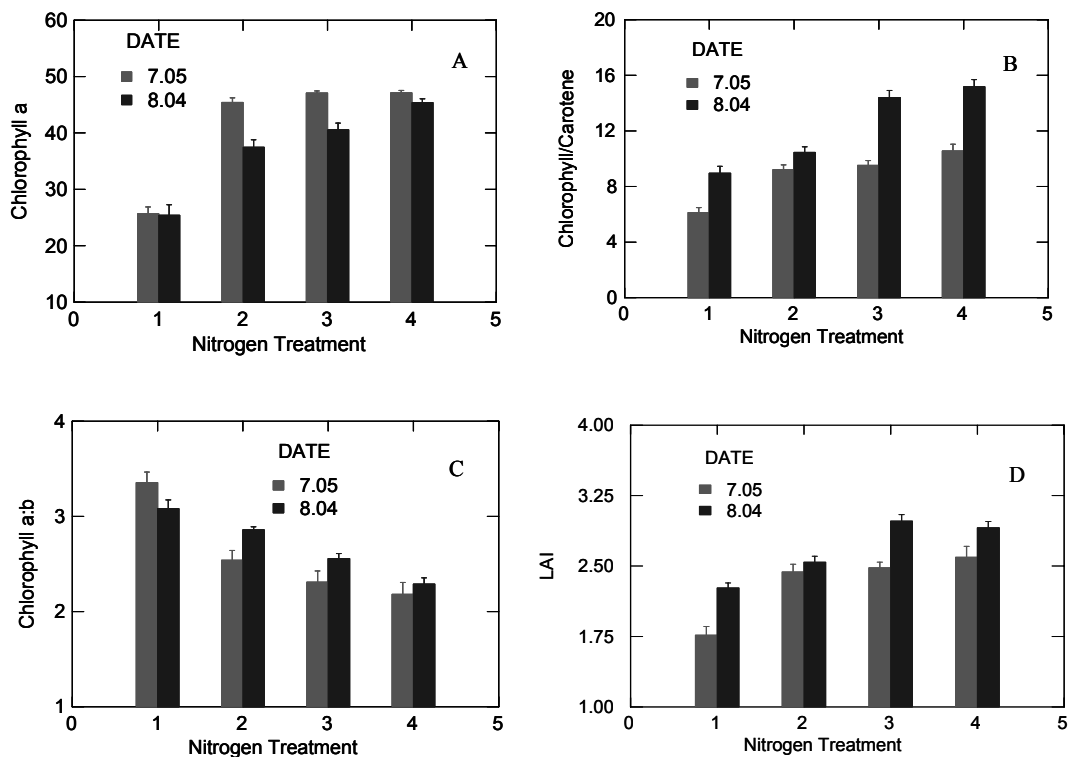 A
DATE
7.05
8.04
Chlorophyll a
60
50
40
30
20
10
0 1 2 3 4 5
Nitrogen Treatment
B
DATE
7.05
8.04
Chlorophyll/Carotene
20
16
12
8
4
0
0 1 2 3 4 5
Nitrogen Treatment
C
DATE
7.05
8.04
Chlorophyll a:b
4
3
2
1
0 1 2 3 4 5
Nitrogen Treatment
D
DATE
7.05
8.04
LAI
4.00
3.25
2.50
1.75
1.00
0 1 2 3 4 5
Nitrogen Treatment